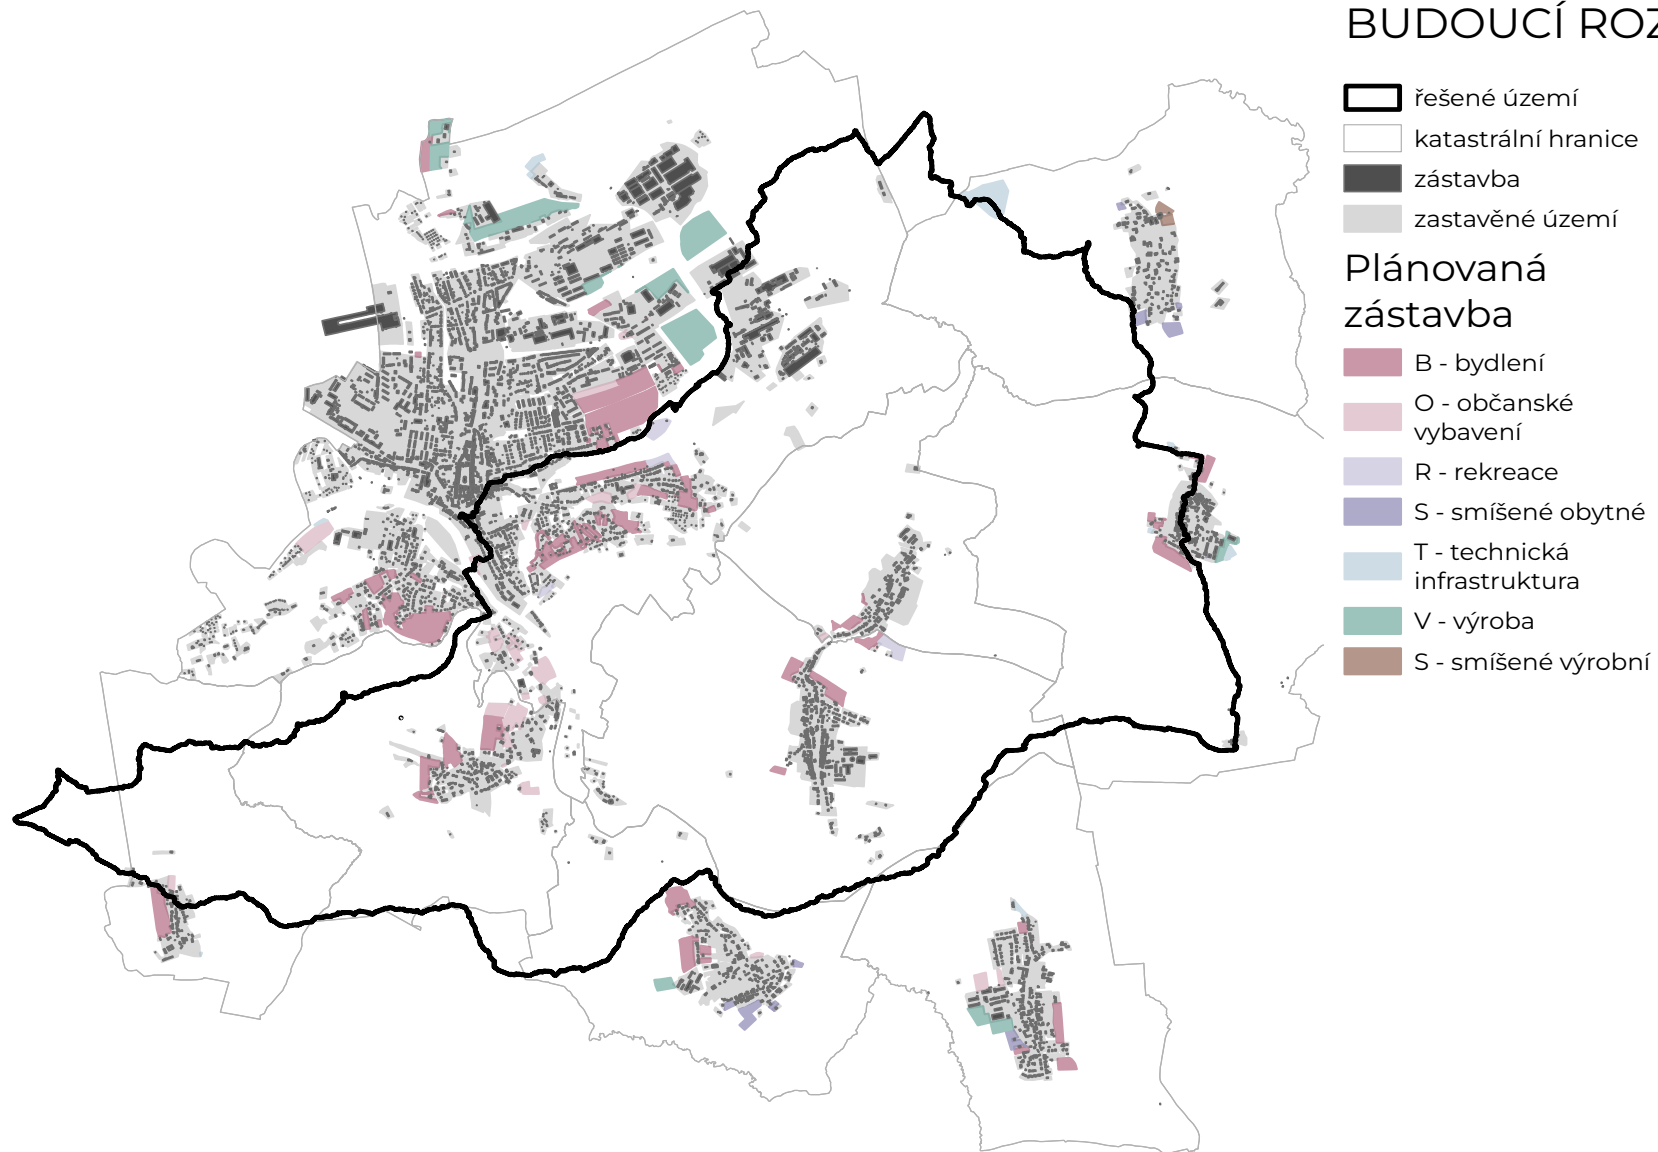 BUDOUCÍ ROZ
řešené území
katastrální hranice
zástavba
zastavěné území
Plánovaná
zástavba
B - bydlení
O - občanské
vybavení
R - rekreace
S - smíšené obytné
T - technická
infrastruktura
V - výroba
S - smíšené výrobní